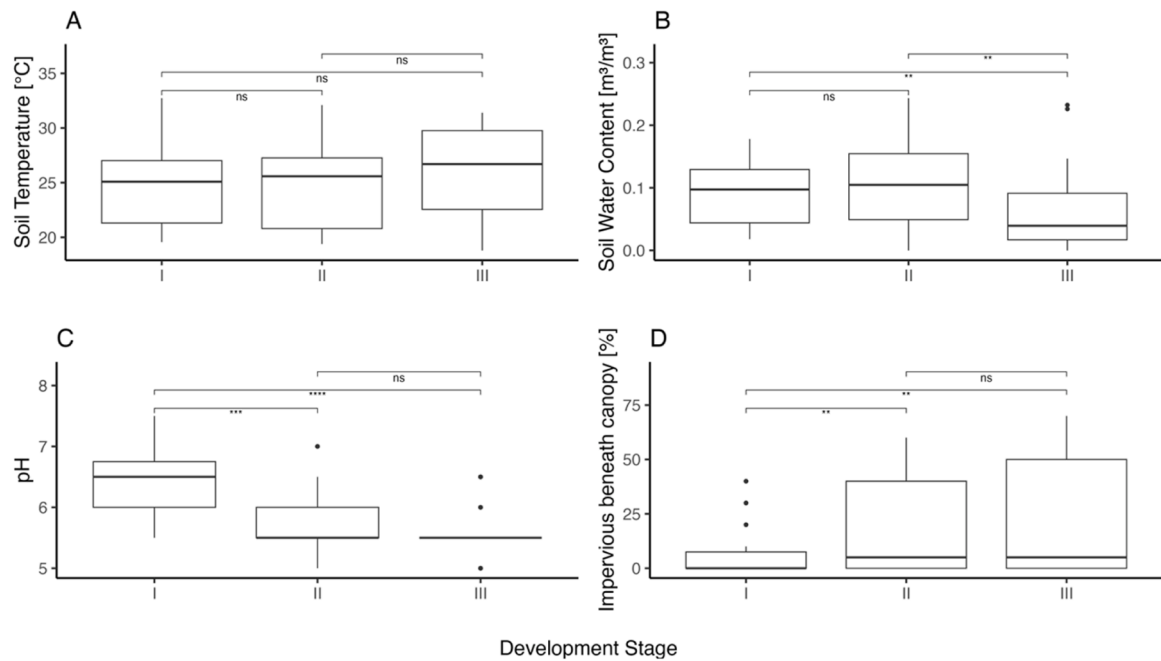 A
Soil Temperature [°C]
35
30
25
20
ns
ns
ns
I
II
III
B
Soil Water Content [m³/m³]
0.3
0.2
0.1
0.0
**
**
ns
I
II
III
C
pH
8
7
6
5
ns
****
***
I
II
III
D
Impervious beneath canopy [%]
75
50
25
0
ns
**
**
I
II
III
Development Stage